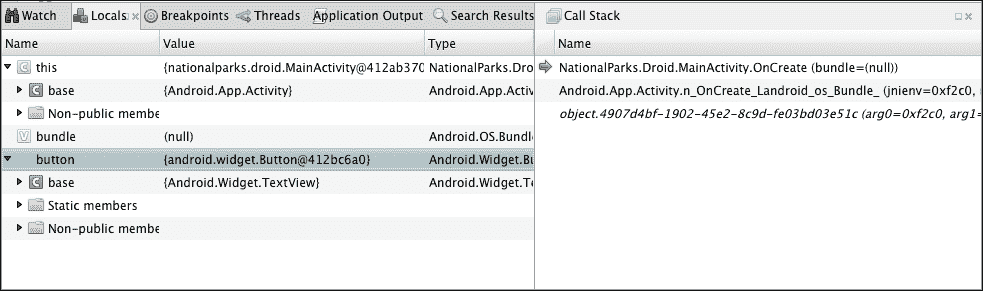 Watch Locals Breakpoints Threads Application Output Search Results
Name Value Type
this {nationalparks.droid.MainActivity@412ab370 NationalParks.Dro
base {Android.App.Activity} Android.App.Activ
Non-public membe
bundle (null) Android.OS.Bundl
button {android.widget.Button@412bc6a0} Android.Widget.Bu
base {Android.Widget.TextView} Android.Widget.Te
Static members
Non-public membe
Call Stack
Name
NationalParks.Droid.MainActivity.OnCreate (bundle=(null))
Android.App.Activity.n_OnCreate_Landroid_os_Bundle_ (jnienv=0xf2c0,
object.4907d4bf-1902-45e2-8c9d-fe03bd03e51c (arg0=0xf2c0, arg1=